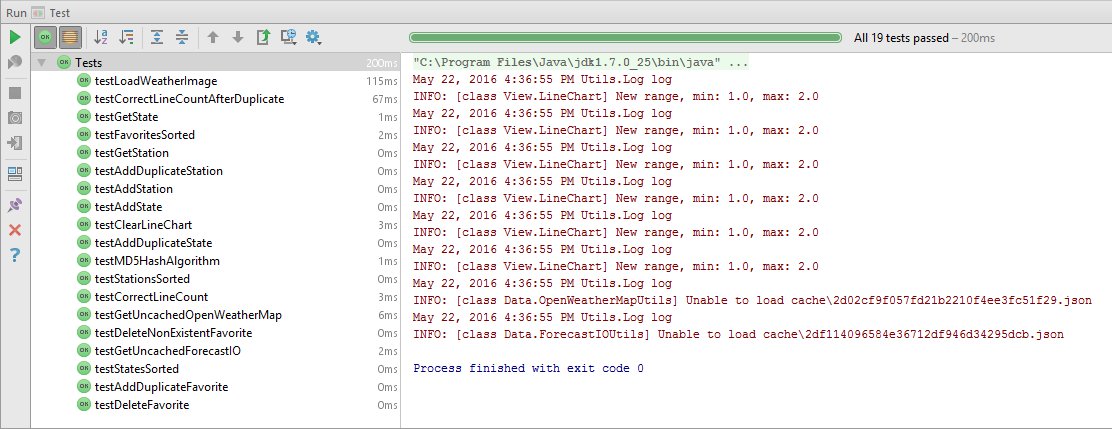 Run Test
All 19 tests passed – 200ms
Tests 200ms
testLoadWeatherImage 115ms
testCorrectLineCountAfterDuplicate 67ms
testGetState 1ms
testFavoritesSorted 2ms
testGetStation 0ms
testAddDuplicateStation 0ms
testAddStation 0ms
testAddState 0ms
testClearLineChart 3ms
testAddDuplicateState 0ms
testMD5HashAlgorithm 1ms
testStationsSorted 0ms
testCorrectLineCount 3ms
testGetUncachedOpenWeatherMap 6ms
testDeleteNonExistentFavorite 0ms
testGetUncachedForecastIO 2ms
testStatesSorted 0ms
testAddDuplicateFavorite 0ms
testDeleteFavorite 0ms
"C:\Program Files\Java\jdk1.7.0_25\bin\java" ...
May 22, 2016 4:36:55 PM Utils.Log log
INFO: [class View.LineChart] New range, min: 1.0, max: 2.0
May 22, 2016 4:36:55 PM Utils.Log log
INFO: [class View.LineChart] New range, min: 1.0, max: 2.0
May 22, 2016 4:36:55 PM Utils.Log log
INFO: [class View.LineChart] New range, min: 1.0, max: 2.0
May 22, 2016 4:36:55 PM Utils.Log log
INFO: [class View.LineChart] New range, min: 1.0, max: 2.0
May 22, 2016 4:36:55 PM Utils.Log log
INFO: [class View.LineChart] New range, min: 1.0, max: 2.0
May 22, 2016 4:36:55 PM Utils.Log log
INFO: [class View.LineChart] New range, min: 1.0, max: 2.0
May 22, 2016 4:36:55 PM Utils.Log log
INFO: [class Data.OpenWeatherMapUtils] Unable to load cache\2d02cf9f057fd21b2210f4ee3fc51f29.json
May 22, 2016 4:36:55 PM Utils.Log log
INFO: [class Data.ForecastIOUtils] Unable to load cache\2df114096584e36712df946d34295dcb.json
Process finished with exit code 0